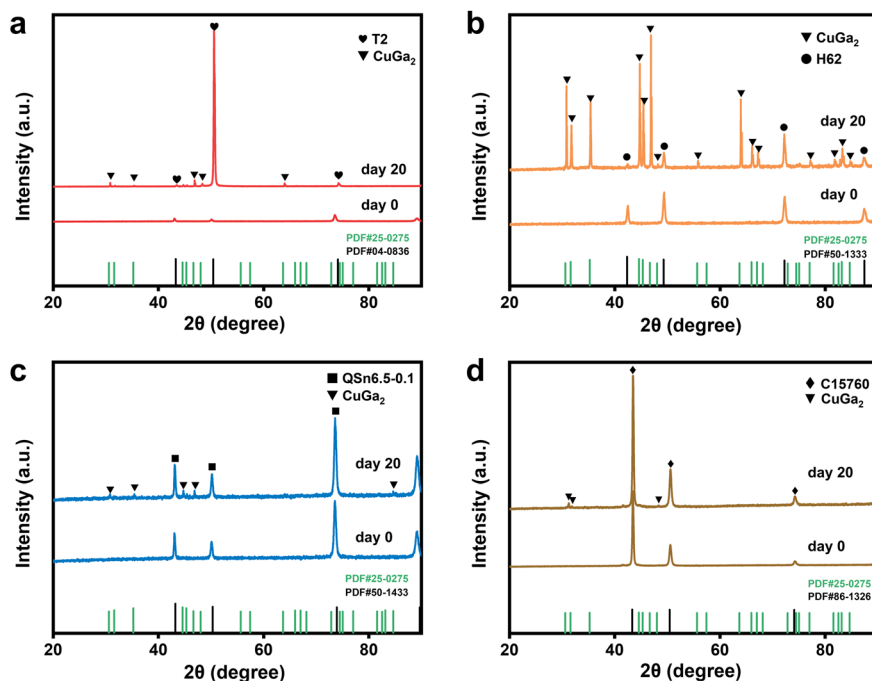 a
Intensity (a.u.)
T2
CuGa₂
day 20
day 0
PDF#25-0275
PDF#04-0836
20 40 60 80
2θ (degree)
b
Intensity (a.u.)
CuGa₂
H62
day 20
day 0
PDF#25-0275
PDF#50-1333
20 40 60 80
2θ (degree)
c
Intensity (a.u.)
QSn6.5-0.1
CuGa₂
day 20
day 0
PDF#25-0275
PDF#50-1433
20 40 60 80
2θ (degree)
d
Intensity (a.u.)
C15760
CuGa₂
day 20
day 0
PDF#25-0275
PDF#86-1326
20 40 60 80
2θ (degree)